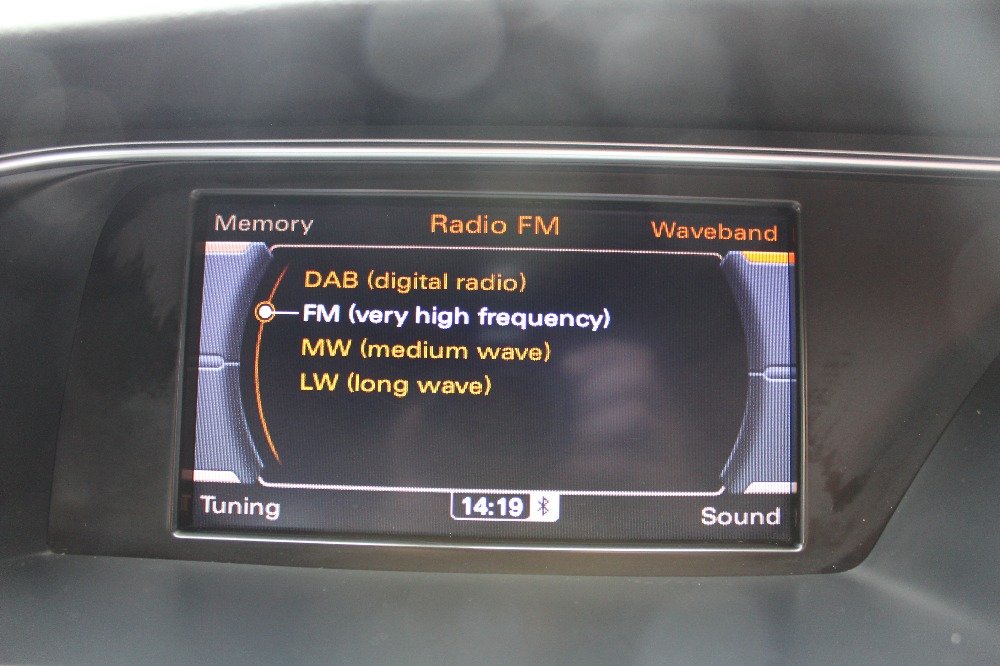 Memory
Radio FM
Waveband
DAB (digital radio)
FM (very high frequency)
MW (medium wave)
LW (long wave)
Tuning
14:19
Sound